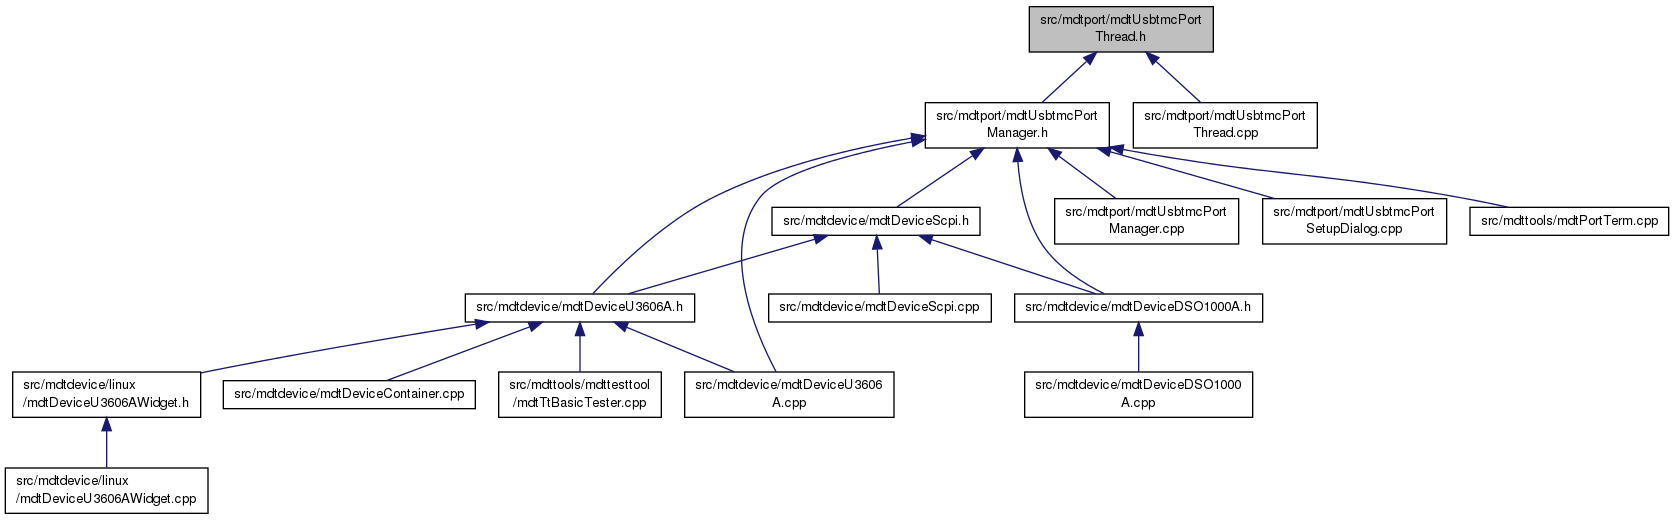 src/mdtport/mdtUsbtmcPort
Thread.h
src/mdtport/mdtUsbtmcPort
Manager.h
src/mdtport/mdtUsbtmcPort
Thread.cpp
src/mdtdevice/mdtDeviceScpi.h
src/mdtport/mdtUsbtmcPort
Manager.cpp
src/mdtport/mdtUsbtmcPort
SetupDialog.cpp
src/mdttools/mdtPortTerm.cpp
src/mdtdevice/mdtDeviceU3606A.h
src/mdtdevice/mdtDeviceScpi.cpp
src/mdtdevice/mdtDeviceDSO1000A.h
src/mdtdevice/linux
/mdtDeviceU3606AWidget.h
src/mdtdevice/mdtDeviceContainer.cpp
src/mdttools/mdttesttool
/mdtTtBasicTester.cpp
src/mdtdevice/mdtDeviceU3606
A.cpp
src/mdtdevice/mdtDeviceDSO1000
A.cpp
src/mdtdevice/linux
/mdtDeviceU3606AWidget.cpp